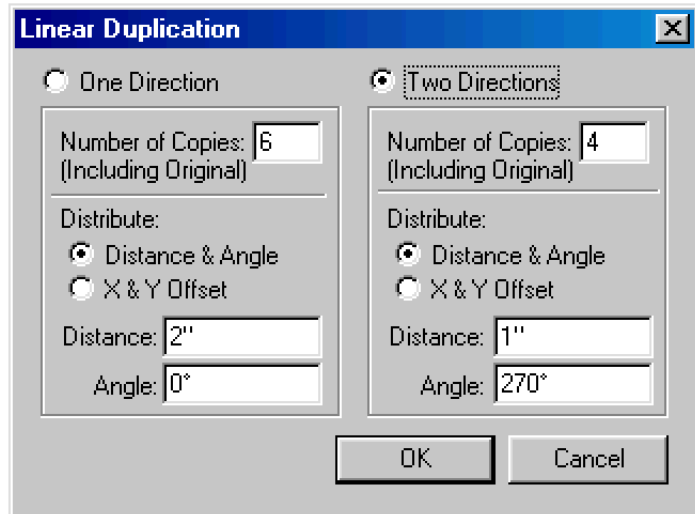 Linear Duplication
One Direction
Number of Copies: 6
(Including Original)
Distribute:
Distance & Angle
X & Y Offset
Distance: 2"
Angle: 0°
Two Directions
Number of Copies: 4
(Including Original)
Distribute:
Distance & Angle
X & Y Offset
Distance: 1"
Angle: 270°
OK
Cancel